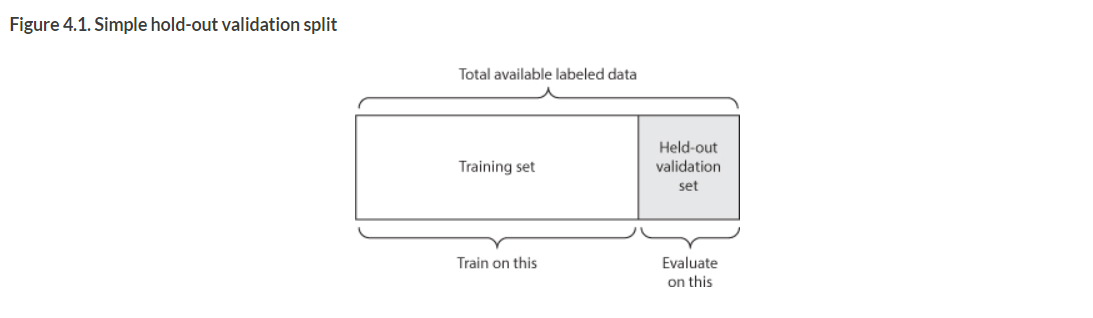 Figure 4.1. Simple hold-out validation split
Total available labeled data
Training set
Held-out
validation
set
Train on this
Evaluate
on this